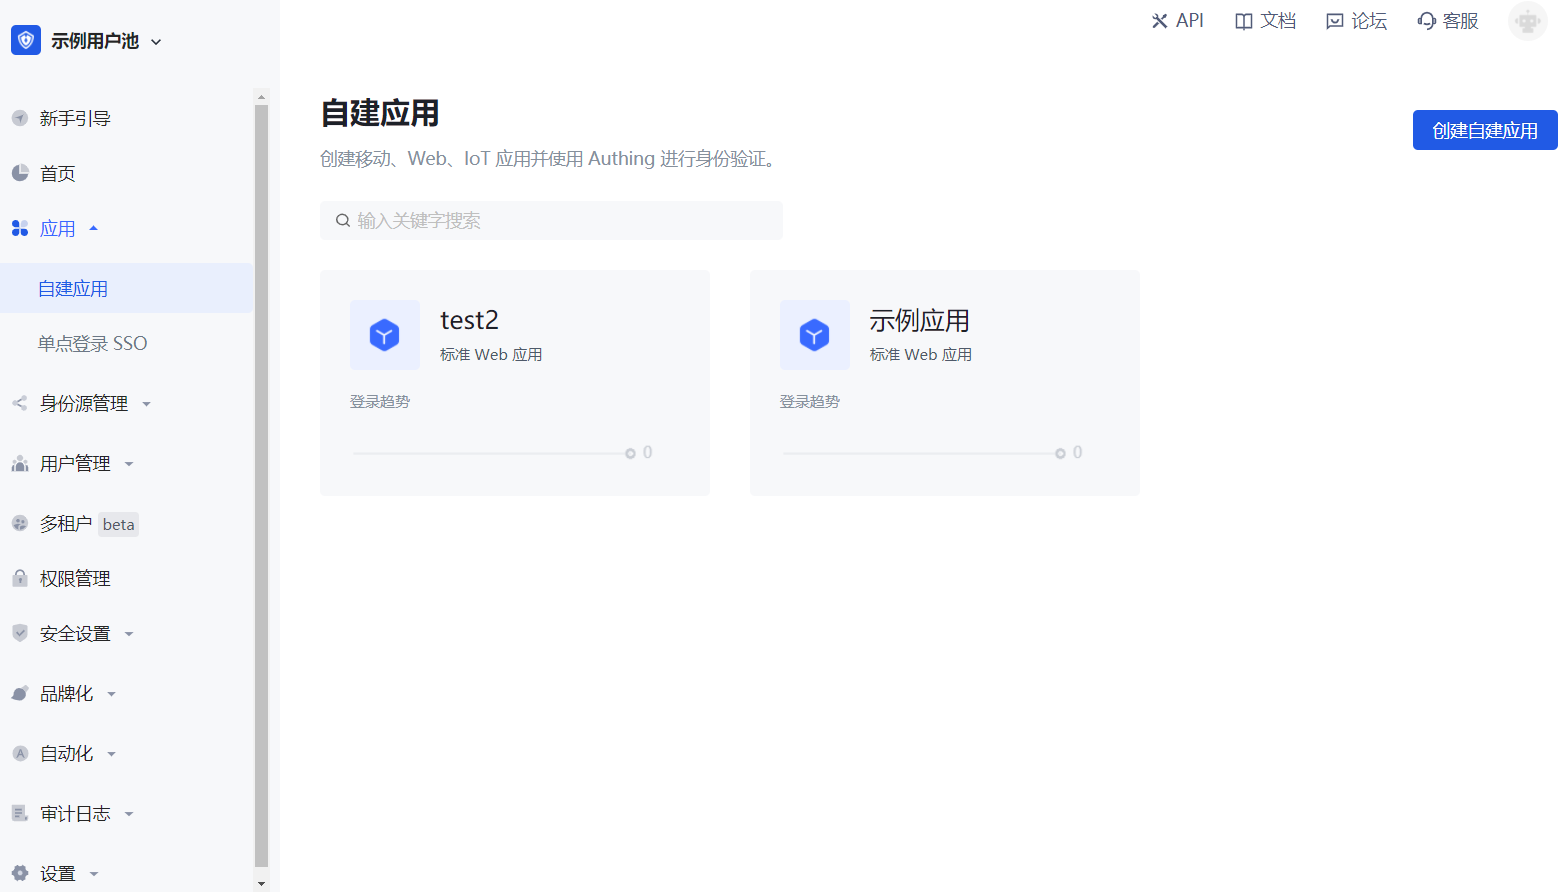 示例用户池
API
文档
论坛
客服
新手引导
首页
应用
自建应用
单点登录 SSO
身份源管理
用户管理
多租户 beta
权限管理
安全设置
品牌化
自动化
审计日志
设置
自建应用
创建移动、Web、IoT 应用并使用 Authing 进行身份验证。
创建自建应用
输入关键字搜索
test2
标准 Web 应用
登录趋势
0
示例应用
标准 Web 应用
登录趋势
0